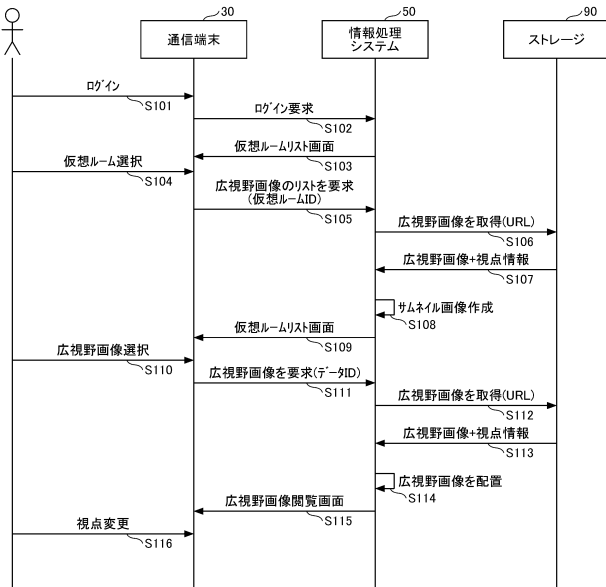 30
通信端末
50
情報処理
システム
90
ストレージ
ログイン
S101
ログイン要求
S102
仮想ルームリスト画面
S103
仮想ルーム選択
S104
広視野画像のリストを要求
(仮想ルームID)
S105
広視野画像を取得(URL)
S106
広視野画像+視点情報
S107
サムネイル画像作成
S108
仮想ルームリスト画面
S109
広視野画像選択
S110
広視野画像を要求(データID)
S111
広視野画像を取得(URL)
S112
広視野画像+視点情報
S113
広視野画像を配置
S114
広視野画像閲覧画面
S115
視点変更
S116